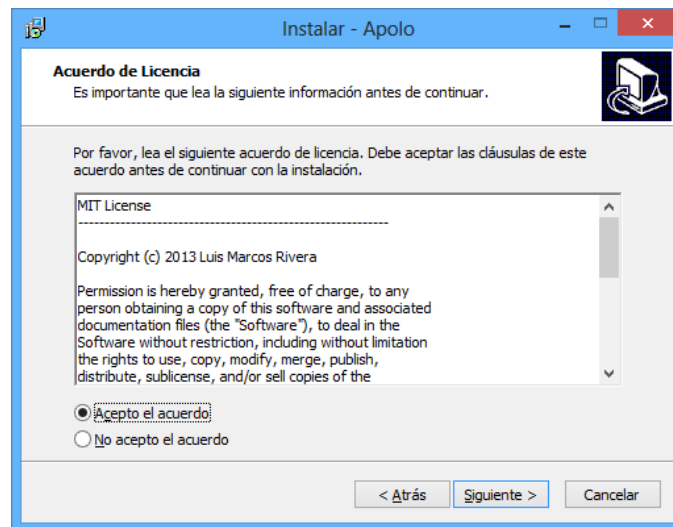 Instalar - Apolo
Acuerdo de Licencia
Es importante que lea la siguiente información antes de continuar.
Por favor, lea el siguiente acuerdo de licencia. Debe aceptar las cláusulas de este
acuerdo antes de continuar con la instalación.
MIT License
------------------------------------------------------------
Copyright (c) 2013 Luis Marcos Rivera
Permission is hereby granted, free of charge, to any
person obtaining a copy of this software and associated
documentation files (the "Software"), to deal in the
Software without restriction, including without limitation
the rights to use, copy, modify, merge, publish,
distribute, sublicense, and/or sell copies of the
Acepto el acuerdo
No acepto el acuerdo
< Atrás Siguiente > Cancelar